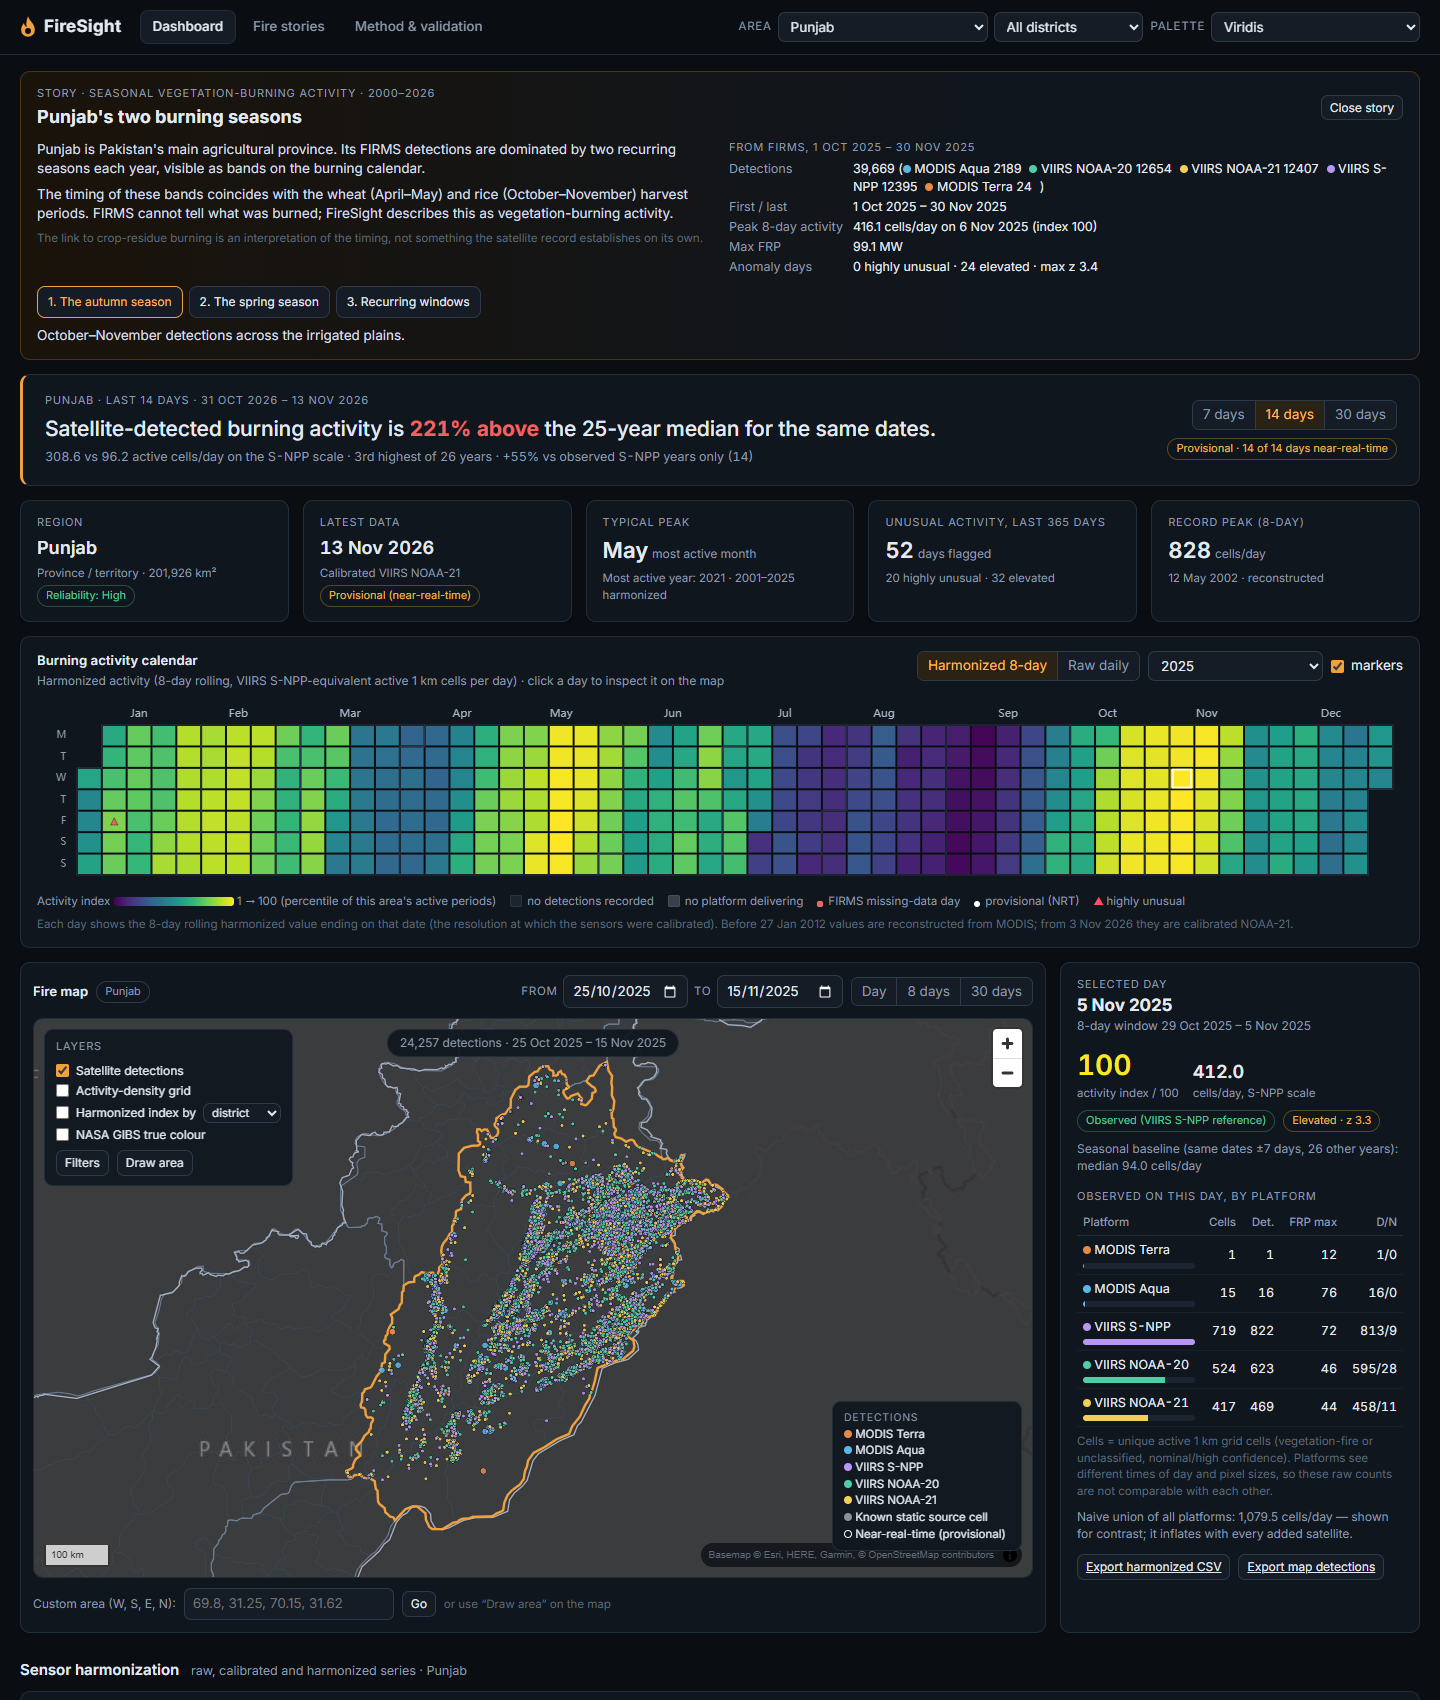 FireSight
Dashboard
Fire stories
Method & validation
AREA
Punjab
All districts
PALETTE
Viridis
STORY · SEASONAL VEGETATION-BURNING ACTIVITY · 2000–2026
Punjab's two burning seasons
Close story
Punjab is Pakistan's main agricultural province. Its FIRMS detections are dominated by two recurring
seasons each year, visible as bands on the burning calendar.
The timing of these bands coincides with the wheat (April–May) and rice (October–November) harvest
periods. FIRMS cannot tell what was burned; FireSight describes this as vegetation-burning activity.
The link to crop-residue burning is an interpretation of the timing, not something the satellite record establishes on its own.
FROM FIRMS, 1 OCT 2025 – 30 NOV 2025
Detections 39,669 ( MODIS Aqua 2189 VIIRS NOAA-20 12654 VIIRS NOAA-21 12407 VIIRS S-
NPP 12395 MODIS Terra 24 )
First / last 1 Oct 2025 – 30 Nov 2025
Peak 8-day activity 416.1 cells/day on 6 Nov 2025 (index 100)
Max FRP 99.1 MW
Anomaly days 0 highly unusual · 24 elevated · max z 3.4
1. The autumn season
2. The spring season
3. Recurring windows
October–November detections across the irrigated plains.
PUNJAB · LAST 14 DAYS · 31 OCT 2026 – 13 NOV 2026
Satellite-detected burning activity is 221% above the 25-year median for the same dates.
308.6 vs 96.2 active cells/day on the S-NPP scale · 3rd highest of 26 years · +55% vs observed S-NPP years only (14)
7 days
14 days
30 days
Provisional · 14 of 14 days near-real-time
REGION
Punjab
Province / territory · 201,926 km²
Reliability: High
LATEST DATA
13 Nov 2026
Calibrated VIIRS NOAA-21
Provisional (near-real-time)
TYPICAL PEAK
May most active month
Most active year: 2021 · 2001–2025
harmonized
UNUSUAL ACTIVITY, LAST 365 DAYS
52 days flagged
20 highly unusual · 32 elevated
RECORD PEAK (8-DAY)
828 cells/day
12 May 2002 · reconstructed
Burning activity calendar
Harmonized activity (8-day rolling, VIIRS S-NPP-equivalent active 1 km cells per day) · click a day to inspect it on the map
Harmonized 8-day
Raw daily
2025
markers
Jan Feb Mar Apr May Jun Jul Aug Sep Oct Nov Dec
M
T
W
T
F
S
S
Activity index 1 → 100 (percentile of this area's active periods) no detections recorded no platform delivering FIRMS missing-data day provisional (NRT) highly unusual
Each day shows the 8-day rolling harmonized value ending on that date (the resolution at which the sensors were calibrated). Before 27 Jan 2012 values are reconstructed from MODIS; from 3 Nov 2026 they are calibrated NOAA-21.
Fire map
Punjab
FROM
25/10/2025
TO
15/11/2025
Day
8 days
30 days
LAYERS
Satellite detections
Activity-density grid
Harmonized index by district
NASA GIBS true colour
Filters
Draw area
24,257 detections · 25 Oct 2025 – 15 Nov 2025
+
−
PAKISTAN
DETECTIONS
MODIS Terra
MODIS Aqua
VIIRS S-NPP
VIIRS NOAA-20
VIIRS NOAA-21
Known static source cell
Near-real-time (provisional)
100 km
Basemap © Esri, HERE, Garmin, © OpenStreetMap contributors
Custom area (W, S, E, N):
69.8, 31.25, 70.15, 31.62
Go
or use “Draw area” on the map
SELECTED DAY
5 Nov 2025
8-day window 29 Oct 2025 – 5 Nov 2025
100
activity index / 100
412.0
cells/day, S-NPP scale
Observed (VIIRS S-NPP reference)
Elevated · z 3.3
Seasonal baseline (same dates ±7 days, 26 other years):
median 94.0 cells/day
OBSERVED ON THIS DAY, BY PLATFORM
Platform Cells Det. FRP max D/N
MODIS Terra 1 1 12 1/0
MODIS Aqua 15 16 76 16/0
VIIRS S-NPP 719 822 72 813/9
VIIRS NOAA-20 524 623 46 595/28
VIIRS NOAA-21 417 469 44 458/11
Cells = unique active 1 km grid cells (vegetation-fire or
unclassified, nominal/high confidence). Platforms see
different times of day and pixel sizes, so these raw counts
are not comparable with each other.
Naive union of all platforms: 1,079.5 cells/day — shown
for contrast; it inflates with every added satellite.
Export harmonized CSV
Export map detections
Sensor harmonization
raw, calibrated and harmonized series · Punjab